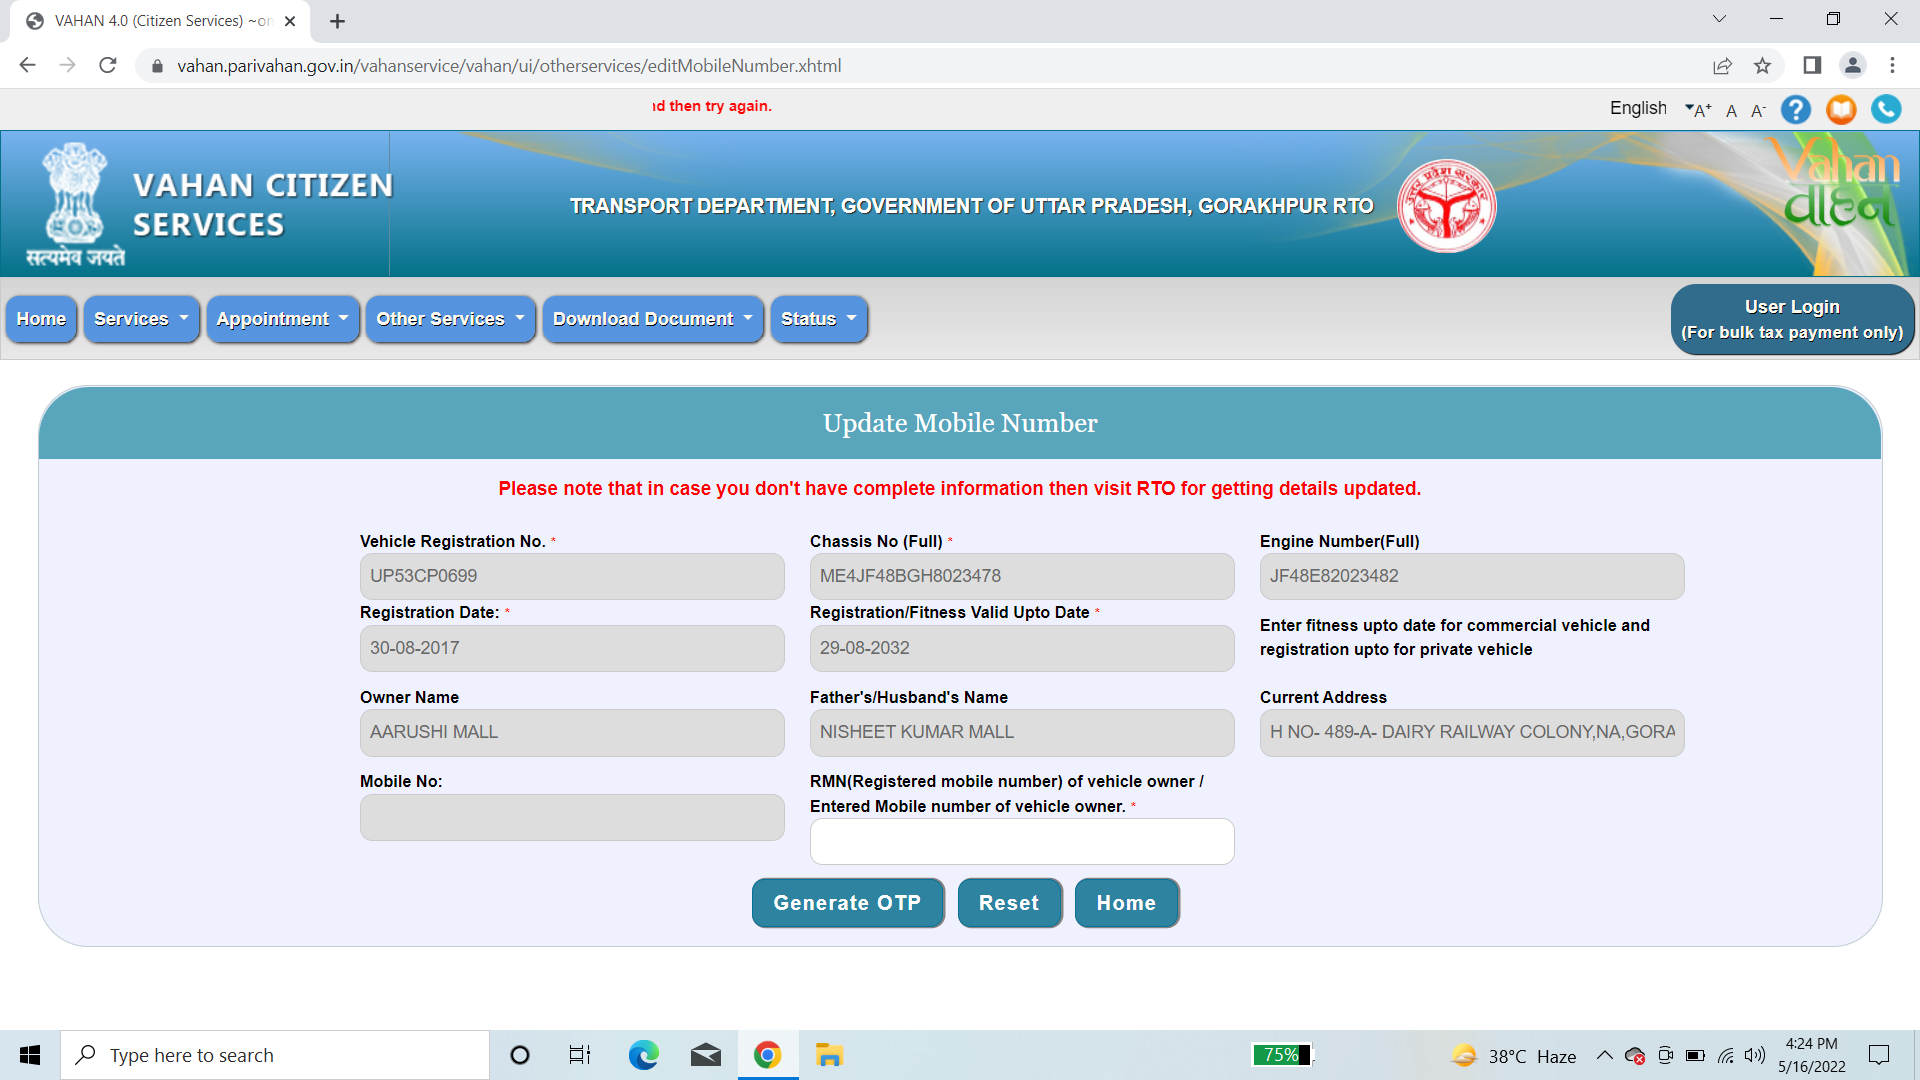 VAHAN 4.0 (Citizen Services) ~on
vahan.parivahan.gov.in/vahanservice/vahan/ui/otherservices/editMobileNumber.xhtml
nd then try again.
English A+ A A-
VAHAN CITIZEN
SERVICES
सत्यमेव जयते
TRANSPORT DEPARTMENT, GOVERNMENT OF UTTAR PRADESH, GORAKHPUR RTO
उत्तर प्रदेश सरकार
Vahan
वाहन
Home Services Appointment Other Services Download Document Status
User Login
(For bulk tax payment only)
Update Mobile Number
Please note that in case you don't have complete information then visit RTO for getting details updated.
Vehicle Registration No. * Chassis No (Full) * Engine Number(Full)
UP53CP0699 ME4JF48BGH8023478 JF48E82023482
Registration Date: * Registration/Fitness Valid Upto Date *
30-08-2017 29-08-2032
Enter fitness upto date for commercial vehicle and
registration upto for private vehicle
Owner Name Father's/Husband's Name Current Address
AARUSHI MALL NISHEET KUMAR MALL H NO- 489-A- DAIRY RAILWAY COLONY,NA,GORA
Mobile No: RMN(Registered mobile number) of vehicle owner /
Entered Mobile number of vehicle owner. *
Generate OTP Reset Home
Type here to search
75%
38°C Haze
4:24 PM
5/16/2022